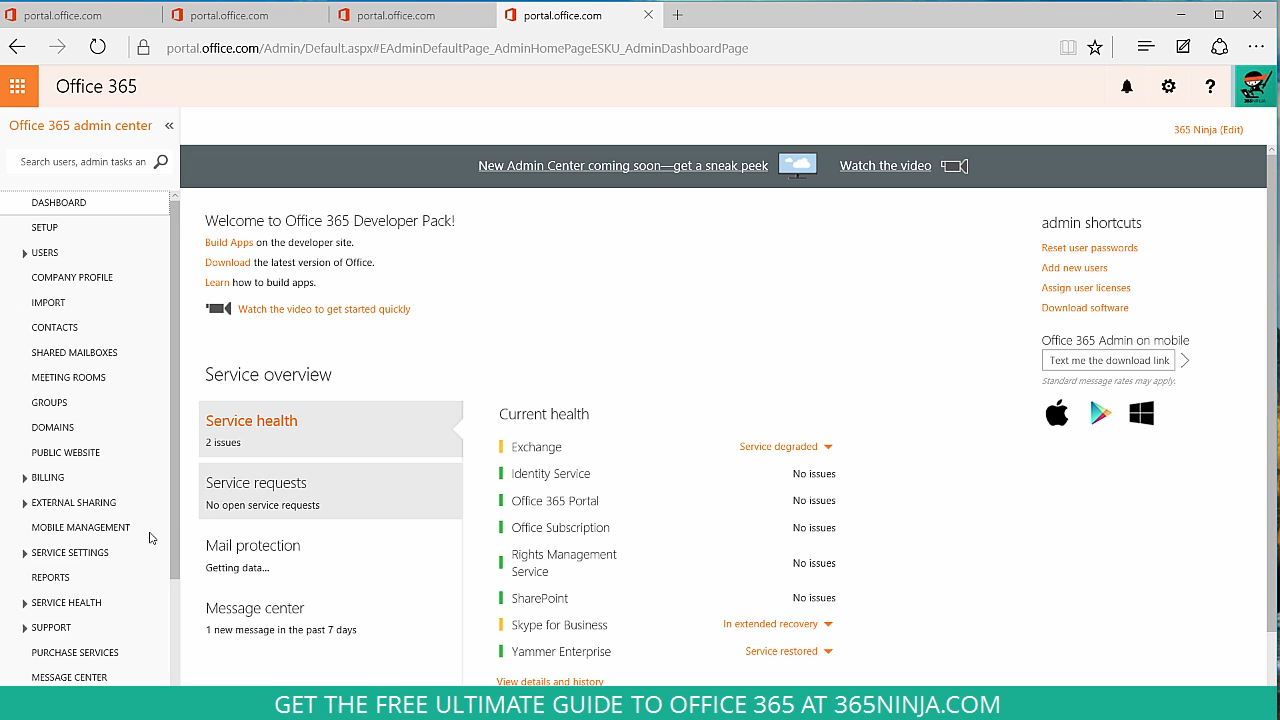 portal.office.com
portal.office.com
portal.office.com
portal.office.com
portal.office.com/Admin/Default.aspx#EAdminDefaultPage_AdminHomePageESKU_AdminDashboardPage
Office 365
Office 365 admin center
Search users, admin tasks an
DASHBOARD
SETUP
USERS
COMPANY PROFILE
IMPORT
CONTACTS
SHARED MAILBOXES
MEETING ROOMS
GROUPS
DOMAINS
PUBLIC WEBSITE
BILLING
EXTERNAL SHARING
MOBILE MANAGEMENT
SERVICE SETTINGS
REPORTS
SERVICE HEALTH
SUPPORT
PURCHASE SERVICES
MESSAGE CENTER
365 Ninja (Edit)
New Admin Center coming soon—get a sneak peek
Watch the video
Welcome to Office 365 Developer Pack!
Build Apps on the developer site.
Download the latest version of Office.
Learn how to build apps.
Watch the video to get started quickly
Service overview
Service health
2 issues
Service requests
No open service requests
Mail protection
Getting data...
Message center
1 new message in the past 7 days
Current health
Exchange Service degraded
Identity Service No issues
Office 365 Portal No issues
Office Subscription No issues
Rights Management
Service No issues
SharePoint No issues
Skype for Business In extended recovery
Yammer Enterprise Service restored
View details and history
admin shortcuts
Reset user passwords
Add new users
Assign user licenses
Download software
Office 365 Admin on mobile
Text me the download link
Standard message rates may apply.
GET THE FREE ULTIMATE GUIDE TO OFFICE 365 AT 365NINJA.COM